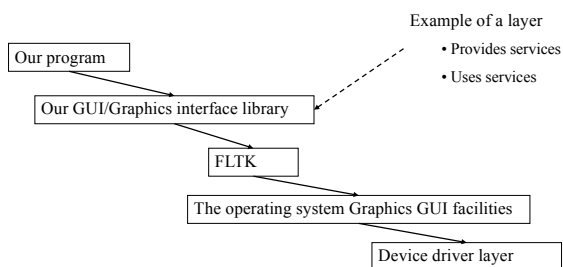 Example of a layer
• Provides services
• Uses services
Our program
Our GUI/Graphics interface library
FLTK
The operating system Graphics GUI facilities
Device driver layer